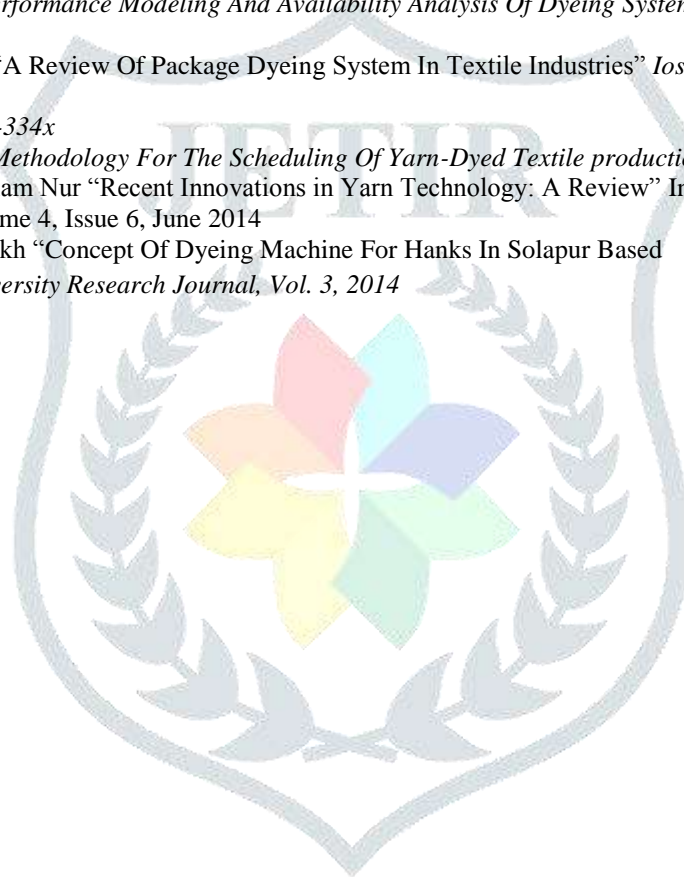 rformance Modeling And Availability Analysis Of Dyeing System
“A Review Of Package Dyeing System In Textile Industries” Ios
-334x
Methodology For The Scheduling Of Yarn-Dyed Textile productio
am Nur “Recent Innovations in Yarn Technology: A Review” In
me 4, Issue 6, June 2014
kh “Concept Of Dyeing Machine For Hanks In Solapur Based
ersity Research Journal, Vol. 3, 2014
JETIR